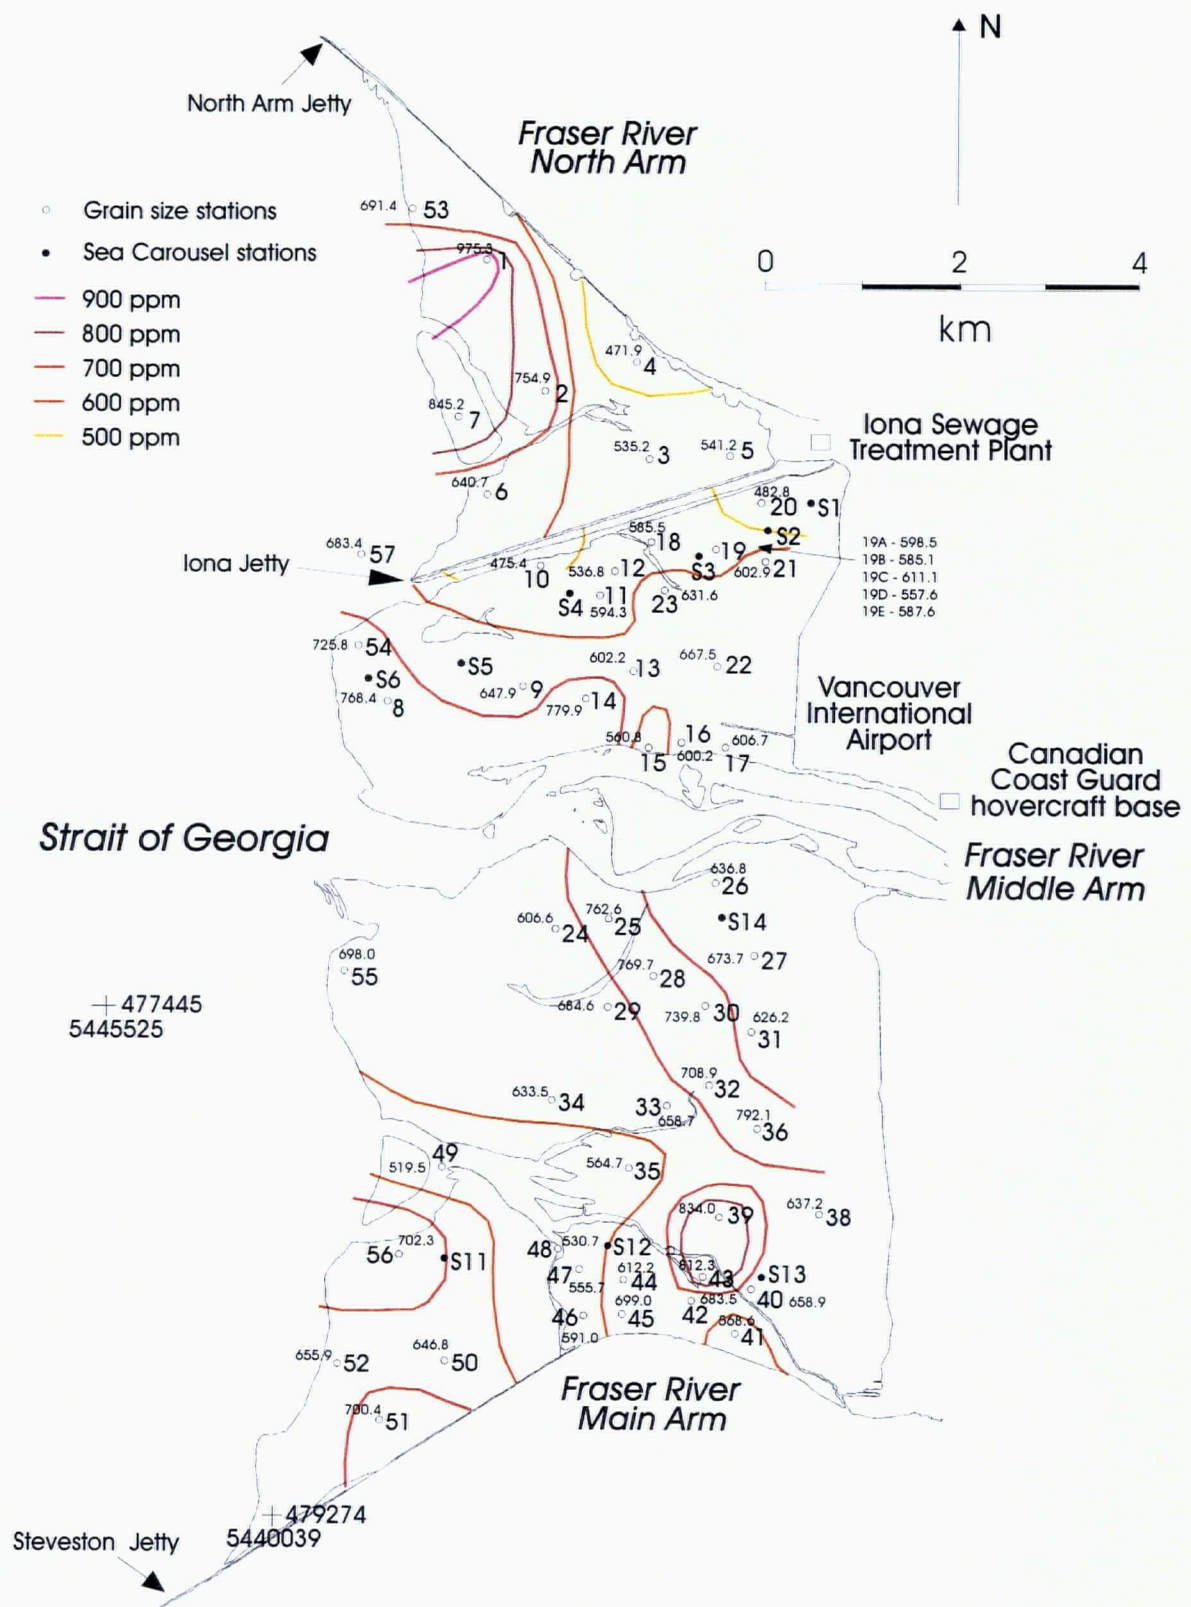 N
North Arm Jetty
Fraser River
North Arm
Grain size stations
Sea Carousel stations
900 ppm
800 ppm
700 ppm
600 ppm
500 ppm
0 2 4
km
691.4 53
975.3 1
471.9 4
754.9 2
845.2 7
Iona Sewage
Treatment Plant
535.2 3
541.2 5
640.7 6
482.8 20
S1
S2
585.5 18
19
19A - 598.5
19B - 585.1
19C - 611.1
19D - 557.6
19E - 587.6
683.4 57
Iona Jetty
475.4 10
536.8 12
S3
602.9 21
S4
11
594.3
23 631.6
725.8 54
S5
S6
768.4 8
647.9 9
602.2 13
667.5 22
779.9 14
Vancouver
International
Airport
560.8 15
16
600.2
606.7
17
Canadian
Coast Guard
hovercraft base
Strait of Georgia
Fraser River
Middle Arm
636.8
26
606.6 24
762.6 25
S14
698.0
55
769.7 28
673.7 27
477445
5445525
684.6 29
739.8 30
626.2
31
708.9
32
633.5 34
33
658.7
792.1
36
49
519.5
564.7 35
834.0 39
637.2 38
56 702.3
S11
48 530.7
S12
47
555.7
612.2
44
812.3
43
S13
40 658.9
683.5
42
46
591.0
699.0
45
568.6
41
655.9 52
646.8
50
Fraser River
Main Arm
700.4
51
479274
5440039
Steveston Jetty